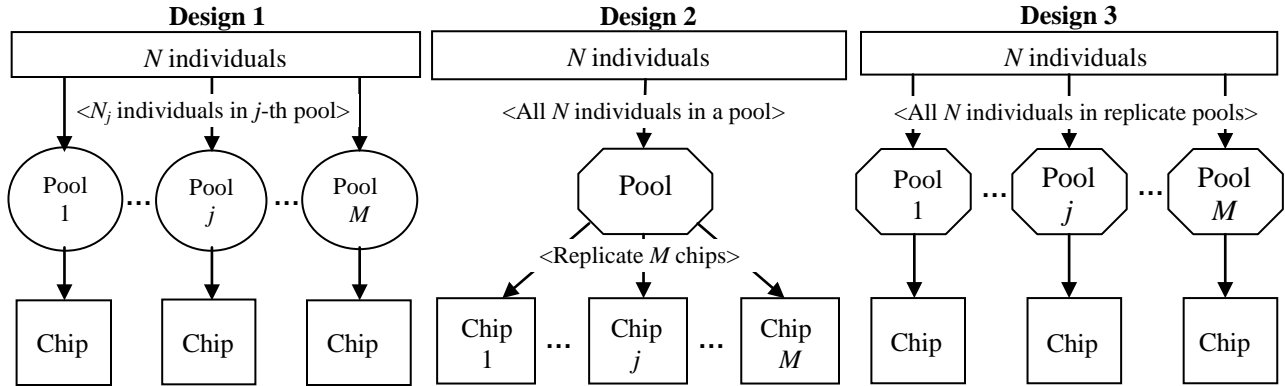 Design 1
N individuals
<N_j individuals in j-th pool>
Pool
1
...
Pool
j
...
Pool
M
Chip
Chip
Chip
Design 2
N individuals
<All N individuals in a pool>
Pool
<Replicate M chips>
Chip
1
...
Chip
j
...
Chip
M
Design 3
N individuals
<All N individuals in replicate pools>
Pool
1
...
Pool
j
...
Pool
M
Chip
Chip
Chip